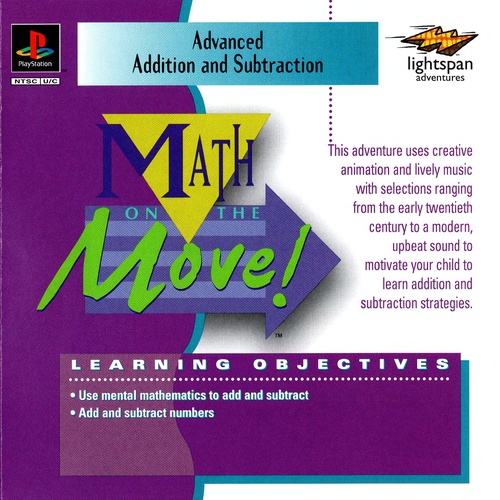 PlayStation
NTSC U/C
Advanced
Addition and Subtraction
lightspan
adventures
MATH
ON THE
Move!
TM
This adventure uses creative
animation and lively music
with selections ranging
from the early twentieth
century to a modern,
upbeat sound to
motivate your child to
learn addition and
subtraction strategies.
LEARNING OBJECTIVES
• Use mental mathematics to add and subtract
• Add and subtract numbers